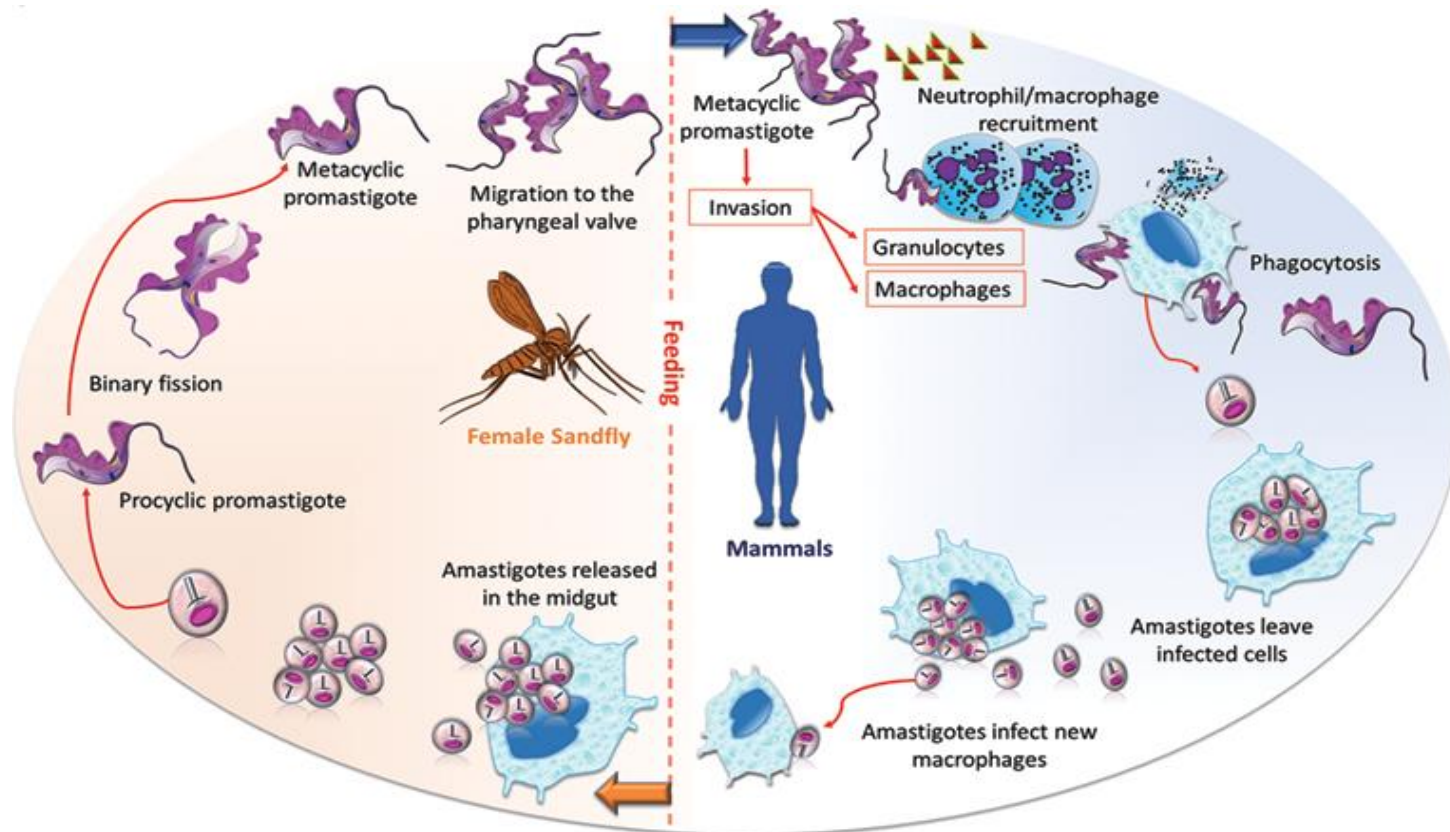 Metacyclic
promastigote
Migration to the
pharyngeal valve
Binary fission
Procyclic promastigote
Female Sandfly
Amastigotes released
in the midgut
Feeding
Metacyclic
promastigote
Neutrophil/macrophage
recruitment
Invasion
Granulocytes
Macrophages
Phagocytosis
Mammals
Amastigotes leave
infected cells
Amastigotes infect new
macrophages